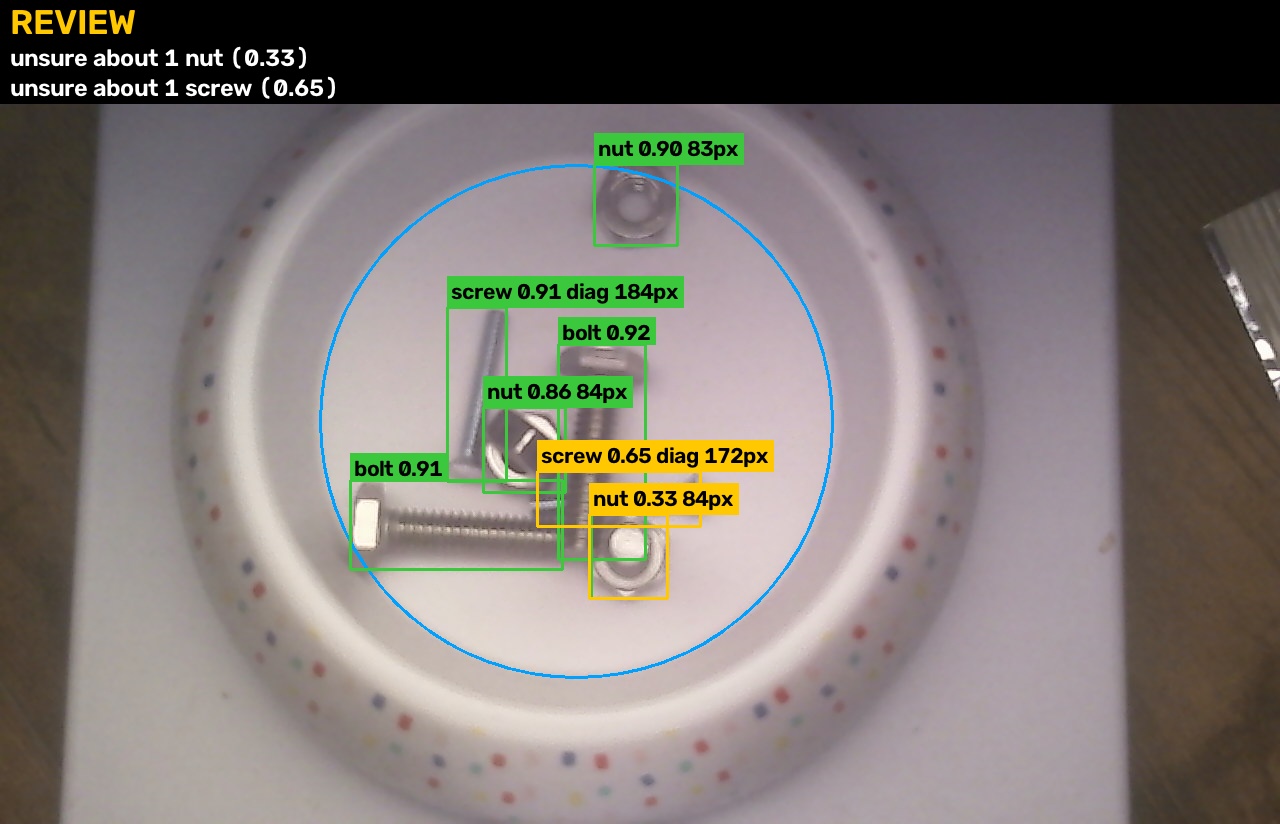 REVIEW
unsure about 1 nut (0.33)
unsure about 1 screw (0.65)
nut 0.90 83px
screw 0.91 diag 184px
bolt 0.92
nut 0.86 84px
screw 0.65 diag 172px
bolt 0.91
nut 0.33 84px